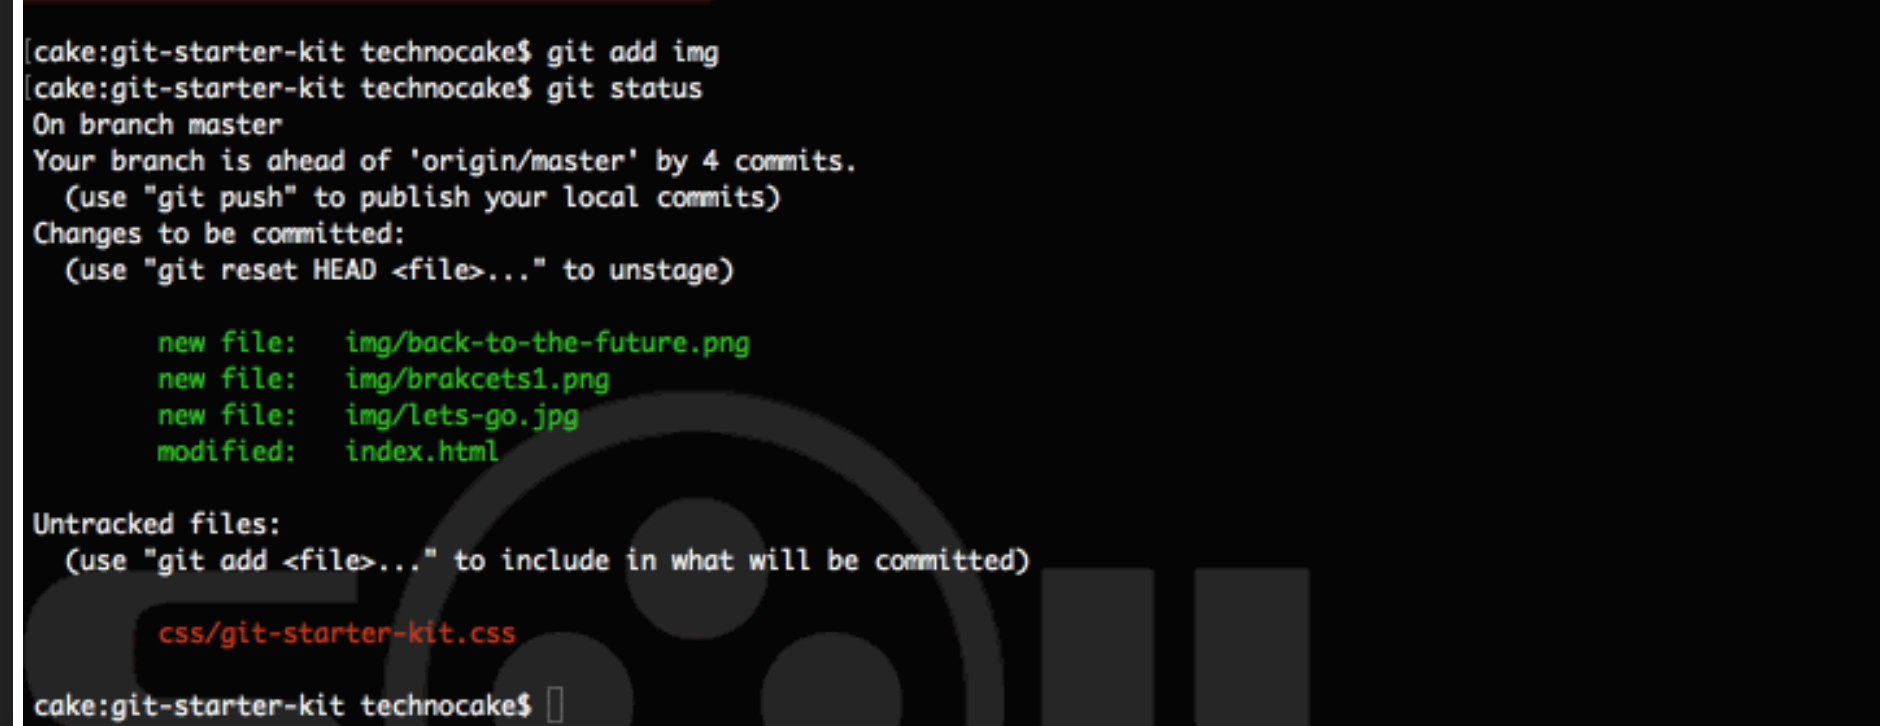 [cake:git-starter-kit technocake$ git add img
[cake:git-starter-kit technocake$ git status
On branch master
Your branch is ahead of 'origin/master' by 4 commits.
  (use "git push" to publish your local commits)
Changes to be committed:
  (use "git reset HEAD <file>..." to unstage)

        new file:   img/back-to-the-future.png
        new file:   img/brakcets1.png
        new file:   img/lets-go.jpg
        modified:   index.html

Untracked files:
  (use "git add <file>..." to include in what will be committed)

        css/git-starter-kit.css

cake:git-starter-kit technocake$